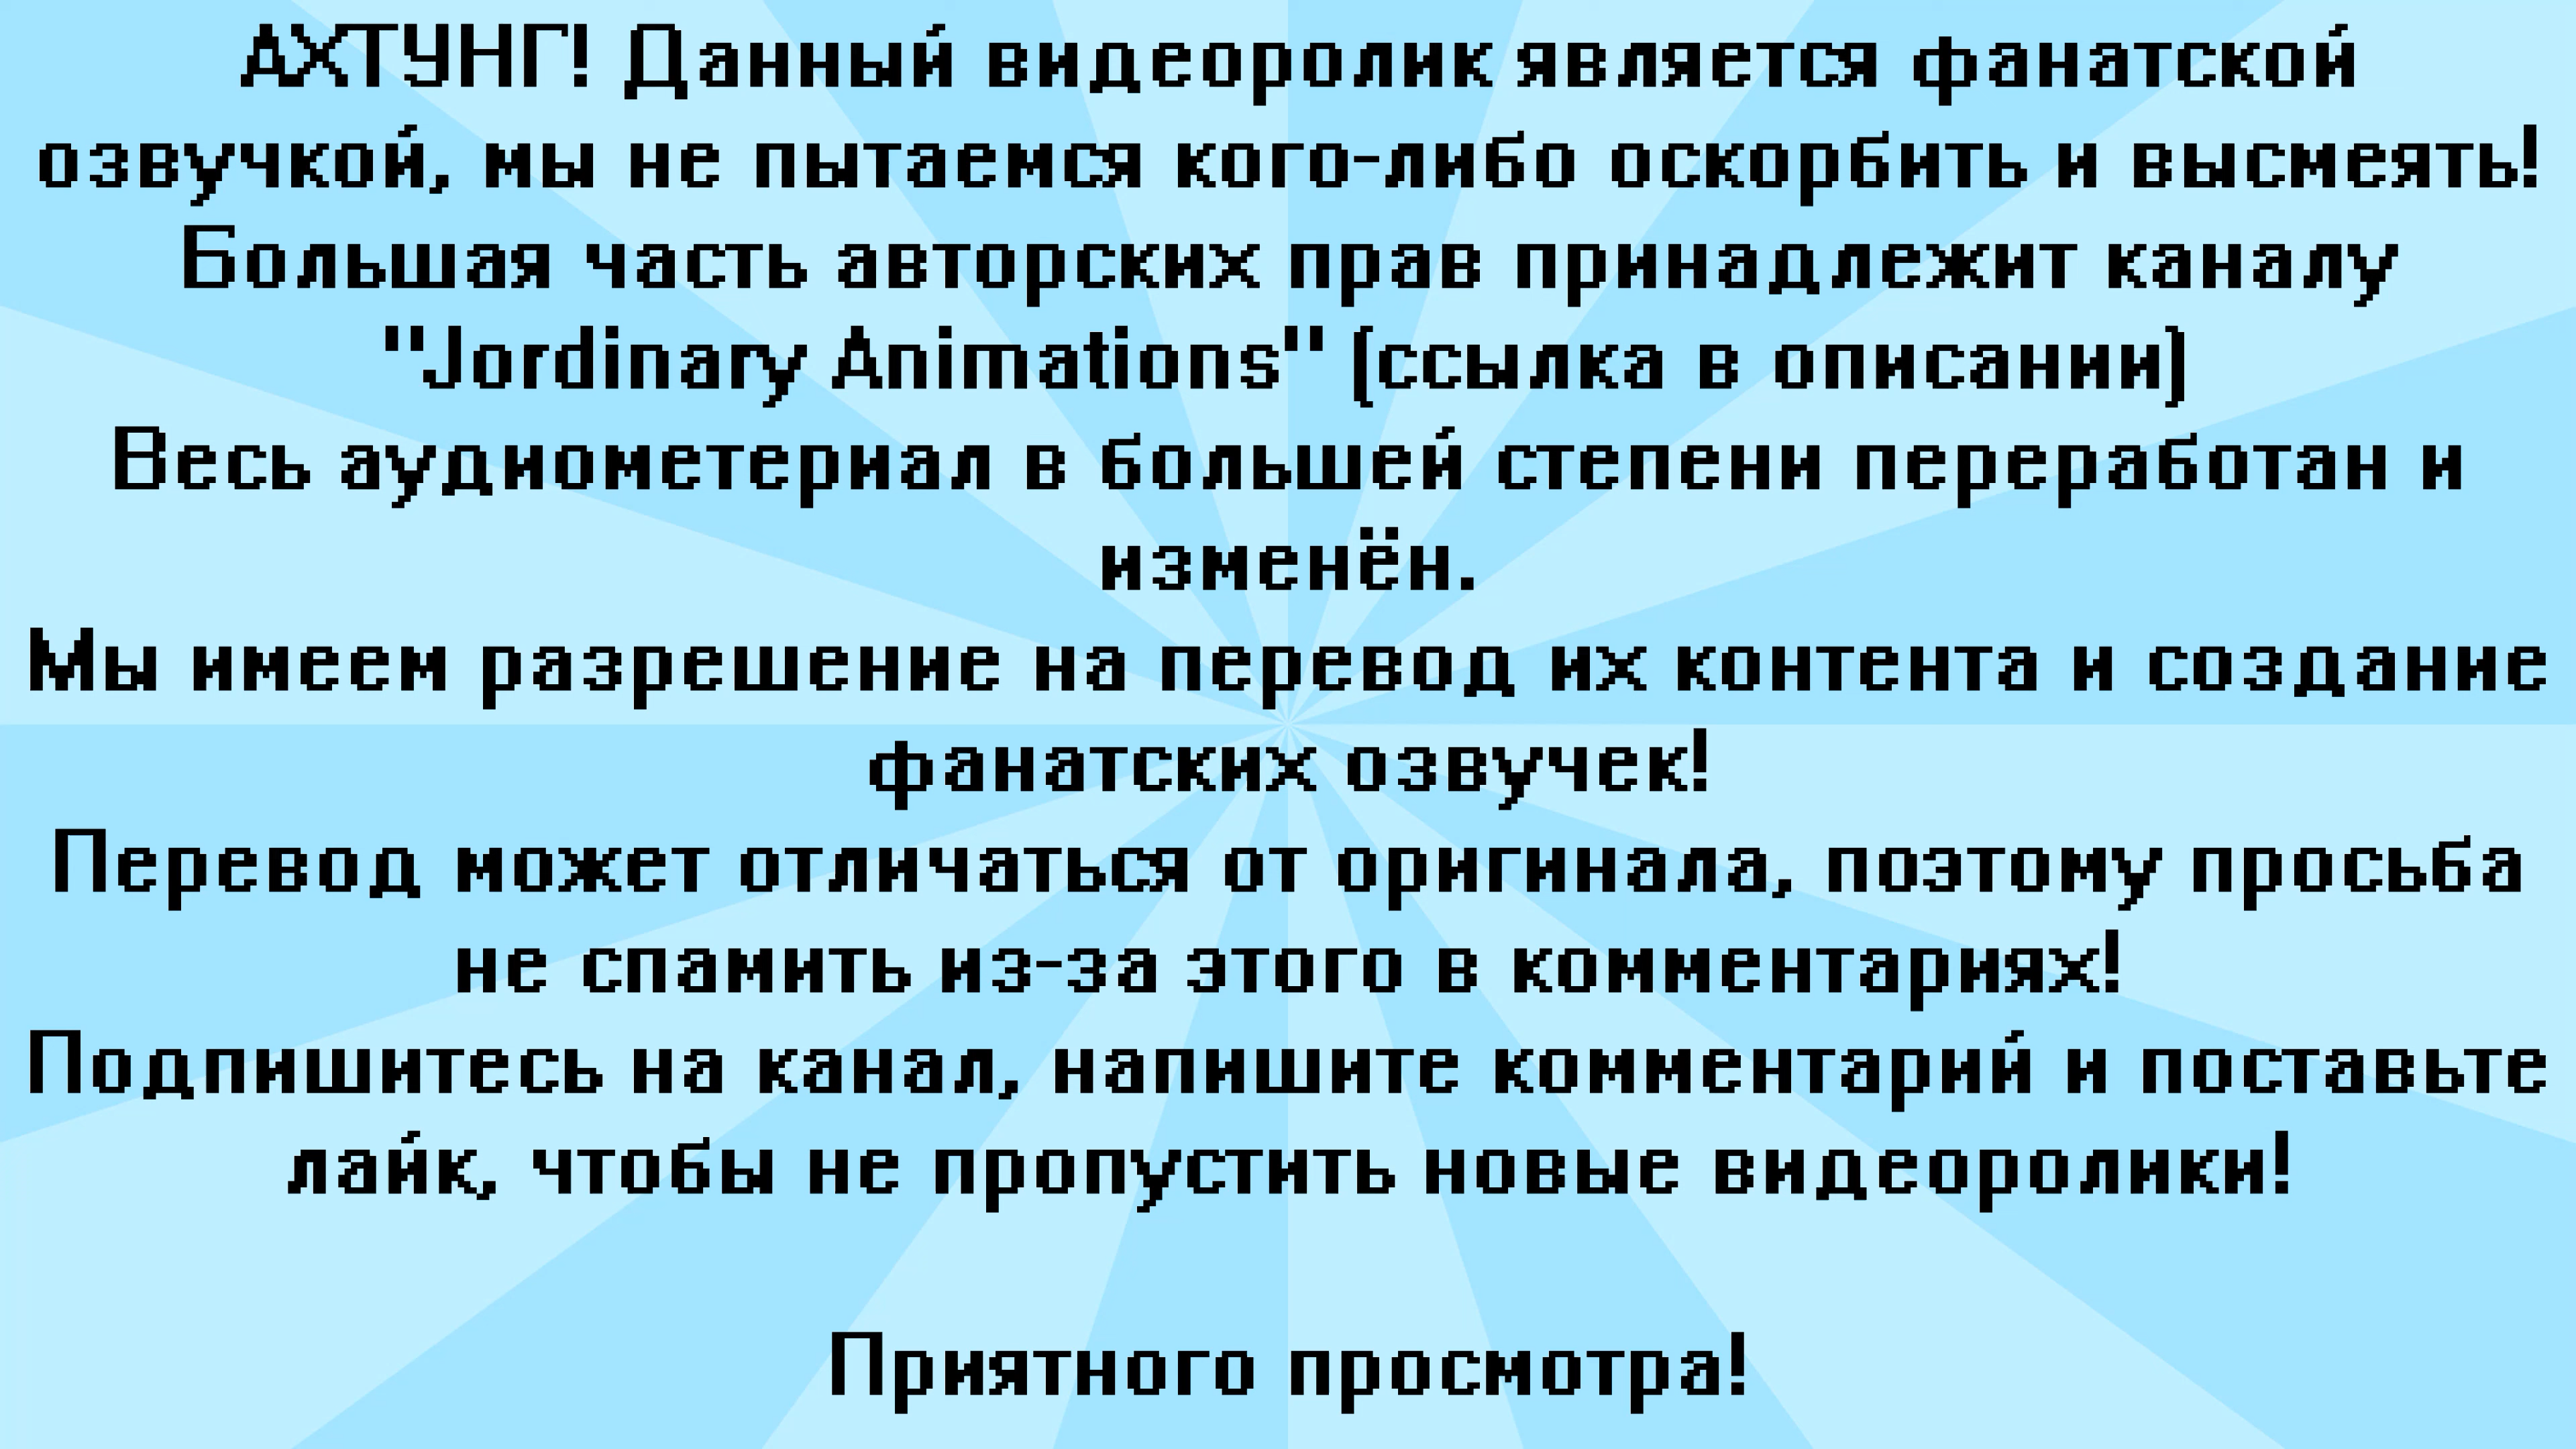 АХТУНГ! Данный видеоролик является фанатской
озвучкой, мы не пытаемся кого-либо оскорбить и высмеять!
Большая часть авторских прав принадлежит каналу
"Jordinary Animations" (ссылка в описании)
Весь аудиометериал в большей степени переработан и
изменён.
Мы имеем разрешение на перевод их контента и создание
фанатских озвучек!
Перевод может отличаться от оригинала, поэтому просьба
не спамить из-за этого в комментариях!
Подпишитесь на канал, напишите комментарий и поставьте
лайк, чтобы не пропустить новые видеоролики!
Приятного просмотра!